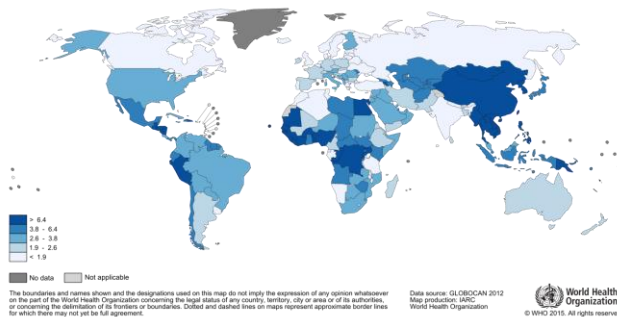 > 6.4
3.8 - 6.4
2.6 - 3.8
1.9 - 2.6
< 1.9
No data
Not applicable
The boundaries and names shown and the designations used on this map do not imply the expression of any opinion whatsoever
on the part of the World Health Organization concerning the legal status of any country, territory, city or area or of its authorities,
or concerning the delimitation of its frontiers or boundaries. Dotted and dashed lines on maps represent approximate border lines
for which there may not yet be full agreement.
Data source: GLOBOCAN 2012
Map production: IARC
World Health Organization
World Health
Organization
© WHO 2015. All rights reserve